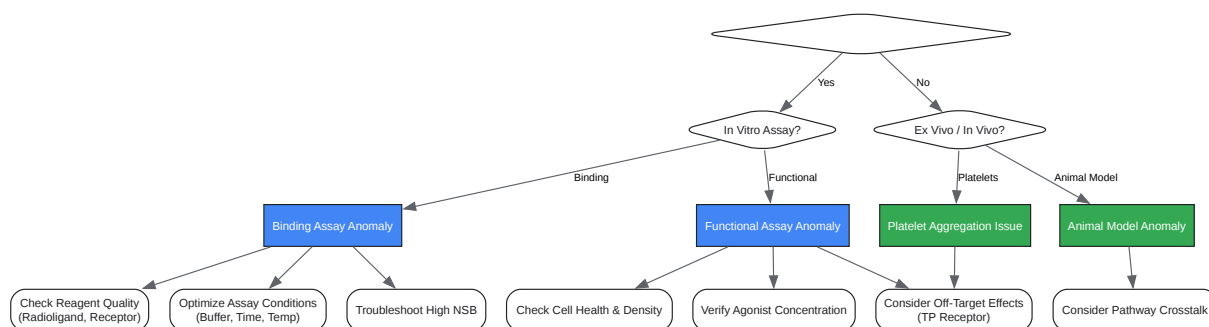 Yes
No
In Vitro Assay?
Ex Vivo / In Vivo?
Binding
Functional
Platelets
Animal Model
Binding Assay Anomaly
Functional Assay Anomaly
Platelet Aggregation Issue
Animal Model Anomaly
Check Reagent Quality
(Radioligand, Receptor)
Optimize Assay Conditions
(Buffer, Time, Temp)
Troubleshoot High NSB
Check Cell Health & Density
Verify Agonist Concentration
Consider Off-Target Effects
(TP Receptor)
Consider Pathway Crosstalk